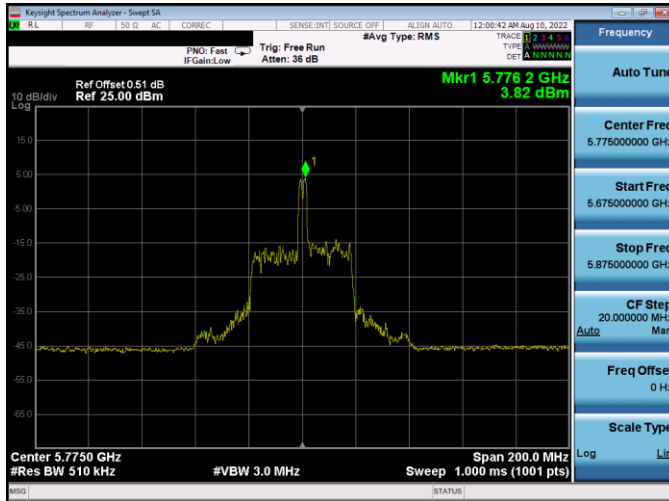 Keysight Spectrum Analyzer - Swept SA
LXI RL RF 50 Ω AC CORREC SENSE:INT SOURCE OFF ALIGN AUTO 12:00:42 AM Aug 10, 2022
#Avg Type: RMS
TRACE 1 2 3 4 5 6
TYPE A WWWWW
DET A N N N N N
PNO: Fast
IFGain:Low
Trig: Free Run
Atten: 36 dB
Mkr1 5.776 2 GHz
3.82 dBm
Ref Offset 0.51 dB
10 dB/div Ref 25.00 dBm
Log
15.0
5.00
-5.00
-15.0
-25.0
-35.0
-45.0
-55.0
-65.0
1
Center 5.7750 GHz Span 200.0 MHz
#Res BW 510 kHz #VBW 3.0 MHz Sweep 1.000 ms (1001 pts)
MSG STATUS
Frequency
Auto Tune
Center Freq
5.775000000 GHz
Start Freq
5.675000000 GHz
Stop Freq
5.875000000 GHz
CF Step
20.000000 MHz
Auto Man
Freq Offset
0 Hz
Scale Type
Log Lin